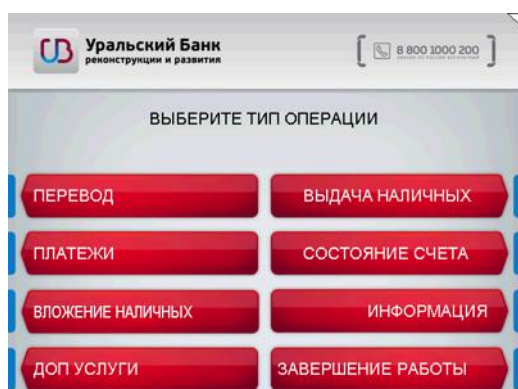 Уральский Банк
реконструкции и развития
8 800 1000 200
ВЫБЕРИТЕ ТИП ОПЕРАЦИИ
ПЕРЕВОД
ВЫДАЧА НАЛИЧНЫХ
ПЛАТЕЖИ
СОСТОЯНИЕ СЧЕТА
ВЛОЖЕНИЕ НАЛИЧНЫХ
ИНФОРМАЦИЯ
ДОП УСЛУГИ
ЗАВЕРШЕНИЕ РАБОТЫ